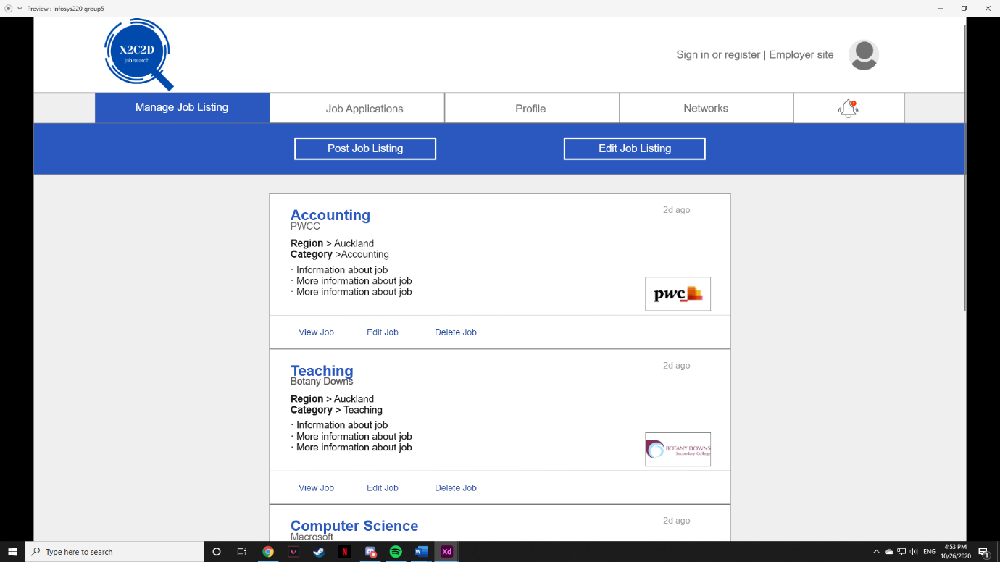 Preview : Infosys220 group5
X2C2D
job search
Sign in or register | Employer site
Manage Job Listing
Job Applications
Profile
Networks
Post Job Listing
Edit Job Listing
Accounting
2d ago
PWCC
Region > Auckland
Category >Accounting
· Information about job
· More information about job
· More information about job
pwc
View Job
Edit Job
Delete Job
Teaching
2d ago
Botany Downs
Region > Auckland
Category > Teaching
· Information about job
· More information about job
· More information about job
BOTANY DOWNS
Secondary College
View Job
Edit Job
Delete Job
Computer Science
2d ago
Macrosoft
Type here to search
N
W
Xd
ENG
4:53 PM
10/26/2020
1